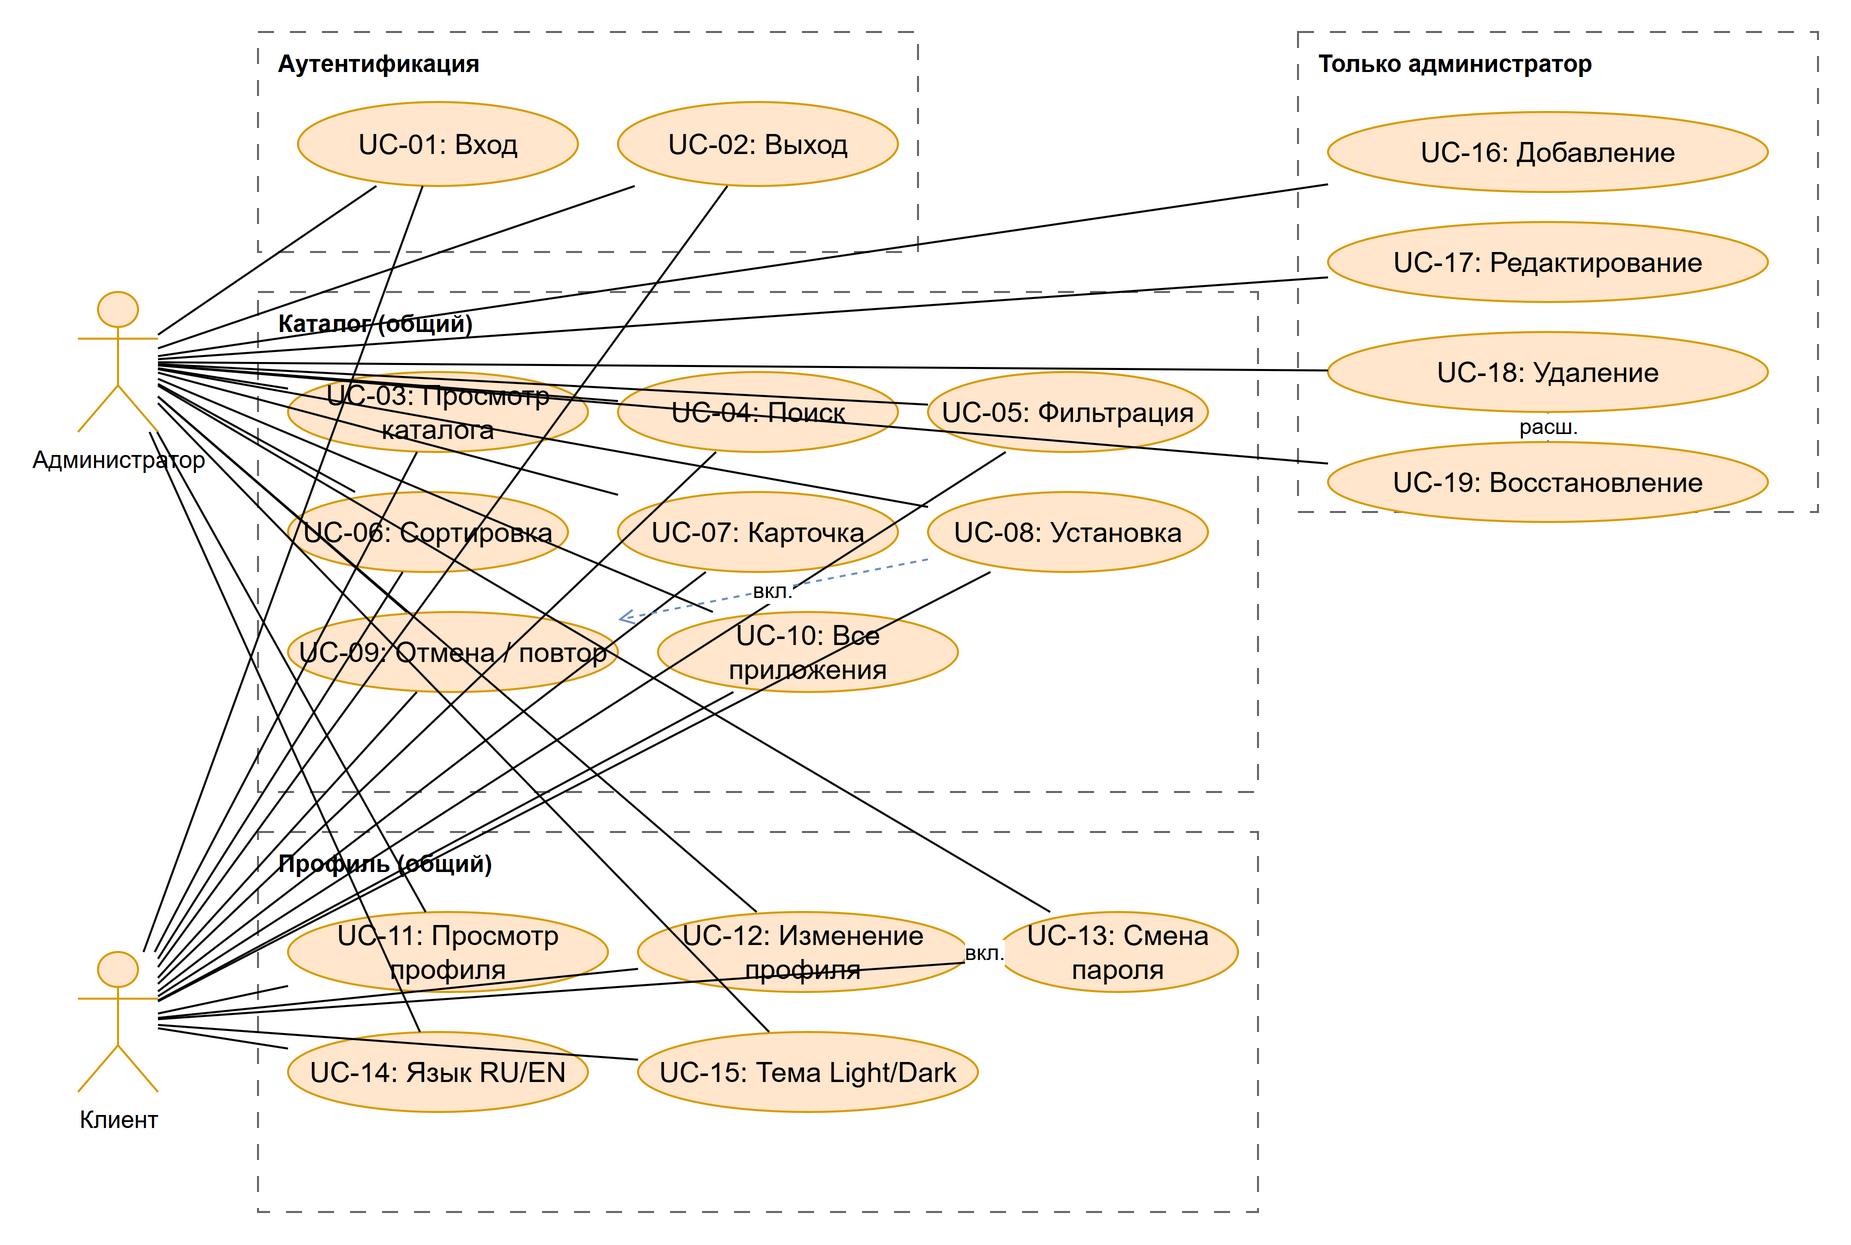 Аутентификация
UC-01: Вход
UC-02: Выход
Только администратор
UC-16: Добавление
UC-17: Редактирование
UC-18: Удаление
расш.
UC-19: Восстановление
Администратор
Каталог (общий)
UC-03: Просмотр
каталога
UC-04: Поиск
UC-05: Фильтрация
UC-06: Сортировка
UC-07: Карточка
UC-08: Установка
вкл.
UC-09: Отмена / повтор
UC-10: Все
приложения
Профиль (общий)
UC-11: Просмотр
профиля
UC-12: Изменение
профиля
вкл.
UC-13: Смена
пароля
UC-14: Язык RU/EN
UC-15: Тема Light/Dark
Клиент